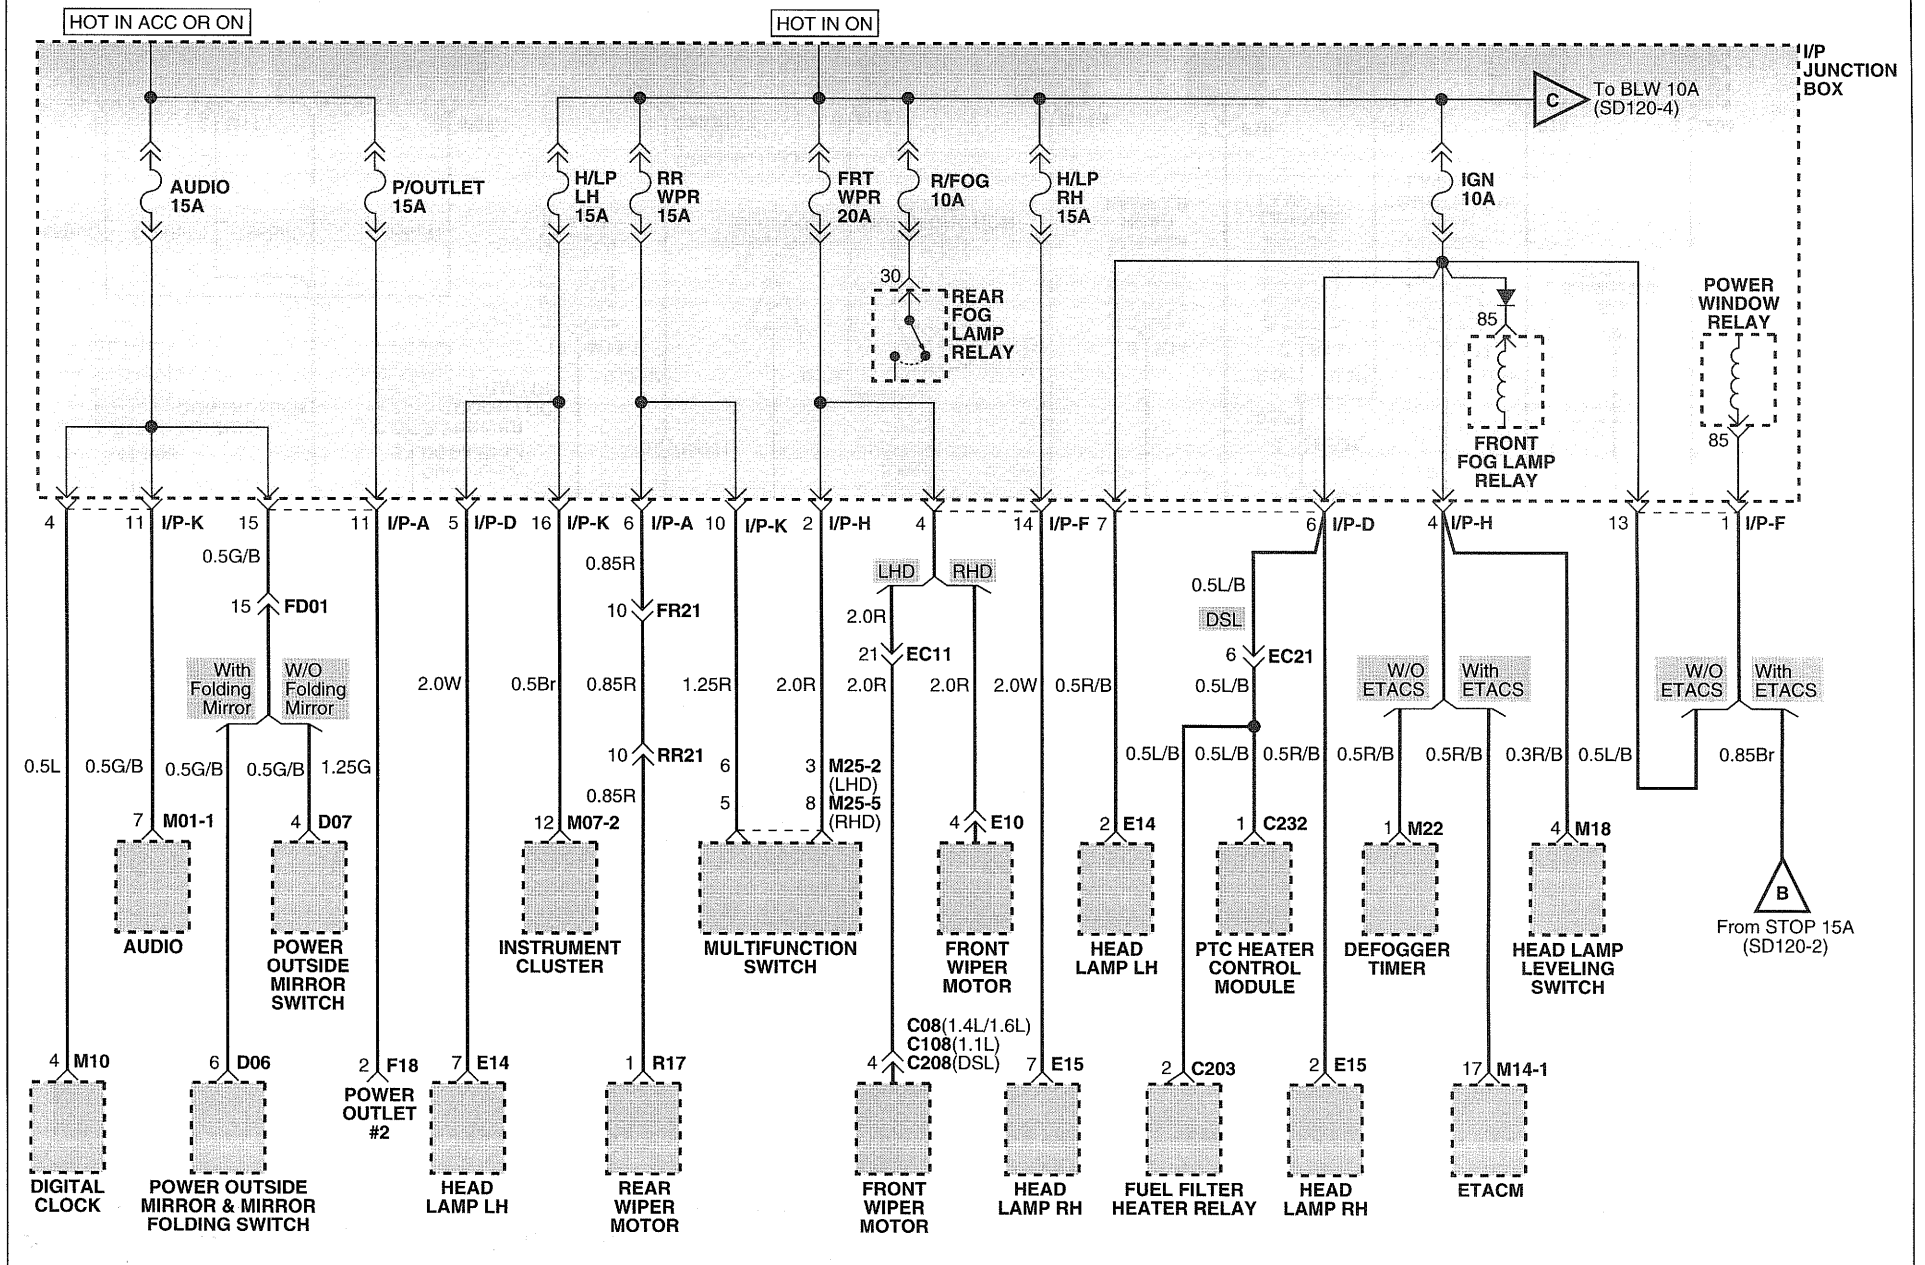 HOT IN ACC OR ON
HOT IN ON
I/P
JUNCTION
BOX
C
To BLW 10A
(SD120-4)
AUDIO
15A
P/OUTLET
15A
H/LP
LH
15A
RR
WPR
15A
FRT
WPR
20A
R/FOG
10A
H/LP
RH
15A
IGN
10A
30
REAR
FOG
LAMP
RELAY
85
FRONT
FOG LAMP
RELAY
POWER
WINDOW
RELAY
85
4 11 I/P-K 15 11 I/P-A 5 I/P-D 16 I/P-K 6 I/P-A 10 I/P-K 2 I/P-H 4 14 I/P-F 7 6 I/P-D 4 I/P-H 13 1 I/P-F
0.5G/B
0.85R
LHD RHD
0.5L/B
DSL
15 FD01
10 FR21
2.0R
21 EC11
6 EC21
With
Folding
Mirror
W/O
Folding
Mirror
W/O
ETACS
With
ETACS
W/O
ETACS
With
ETACS
2.0W 0.5Br 0.85R 1.25R 2.0R 2.0R 2.0R 2.0W 0.5R/B 0.5L/B
10 RR21
0.5L 0.5G/B 0.5G/B 0.5G/B 1.25G
0.5L/B 0.5L/B 0.5R/B 0.5R/B 0.5R/B 0.3R/B 0.5L/B 0.85Br
0.85R
6 3 M25-2
(LHD)
5 8 M25-5
(RHD)
7 M01-1
4 D07
12 M07-2
4 E10
2 E14
1 C232
1 M22
4 M18
B
From STOP 15A
(SD120-2)
AUDIO
POWER
OUTSIDE
MIRROR
SWITCH
INSTRUMENT
CLUSTER
MULTIFUNCTION
SWITCH
FRONT
WIPER
MOTOR
HEAD
LAMP LH
PTC HEATER
CONTROL
MODULE
DEFOGGER
TIMER
HEAD LAMP
LEVELING
SWITCH
C08(1.4L/1.6L)
C108(1.1L)
4 C208(DSL)
4 M10
6 D06
2 F18
POWER
OUTLET
#2
7 E14
1 R17
7 E15
2 C203
2 E15
17 M14-1
DIGITAL
CLOCK
POWER OUTSIDE
MIRROR & MIRROR
FOLDING SWITCH
HEAD
LAMP LH
REAR
WIPER
MOTOR
FRONT
WIPER
MOTOR
HEAD
LAMP RH
FUEL FILTER
HEATER RELAY
HEAD
LAMP RH
ETACM